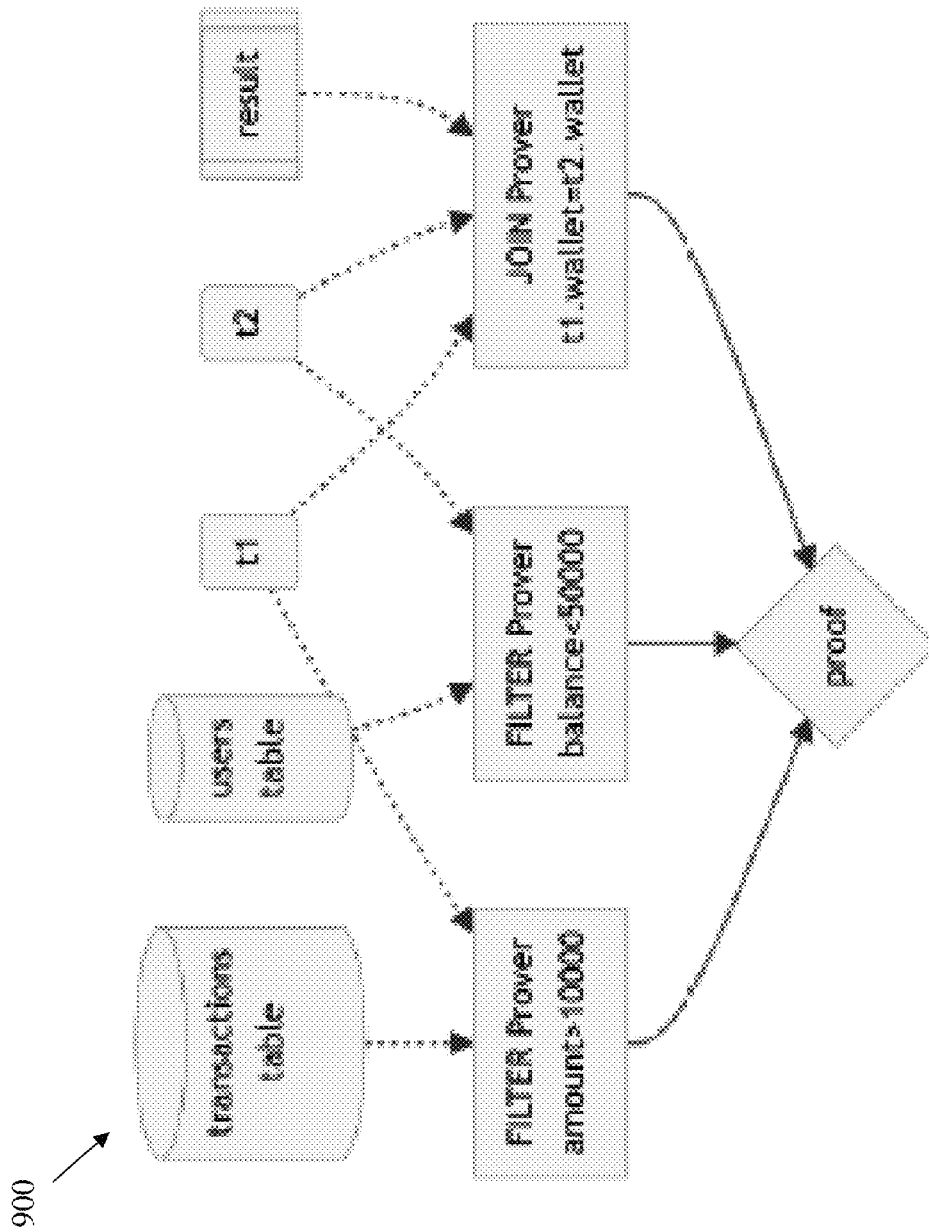 900
transactions
table
users
table
t1
t2
result
FILTER Prover
amount>10000
FILTER Prover
balance<50000
JOIN Prover
t1.wallet=t2.wallet
proof